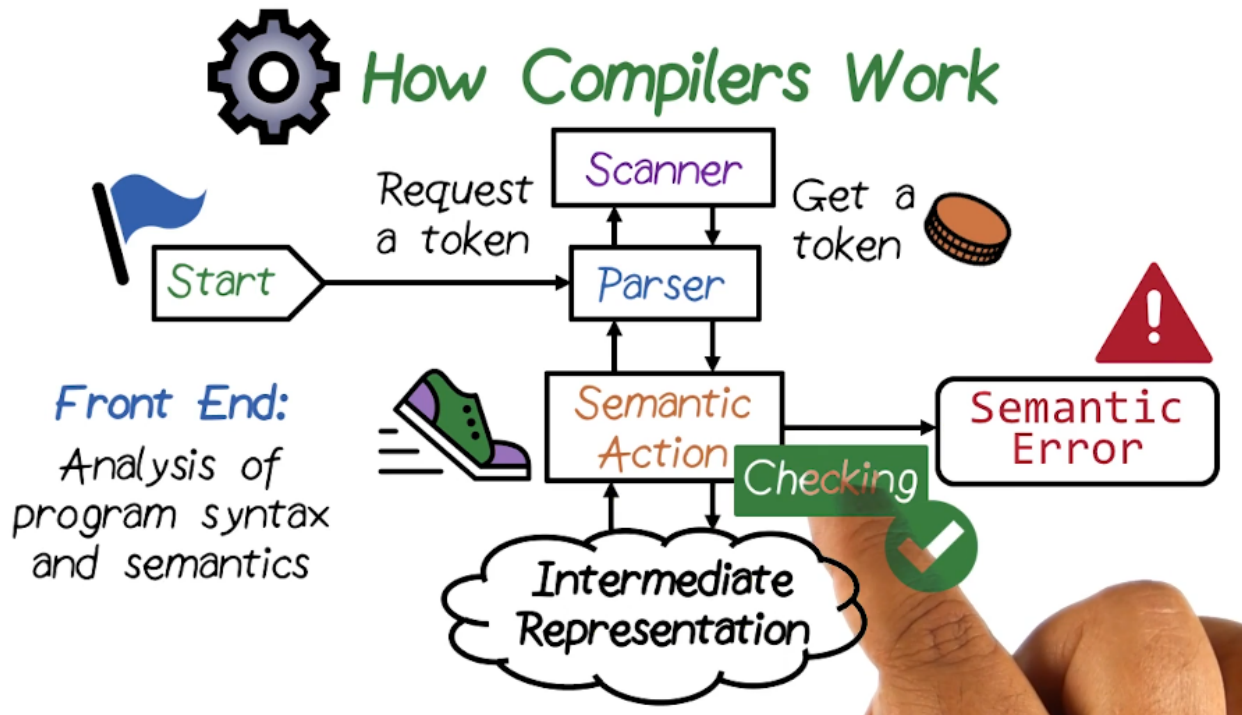 How Compilers Work
Scanner
Request
a token
Get a
token
Start
Parser
Front End:
Analysis of
program syntax
and semantics
Semantic
Action
Checking
Semantic
Error
Intermediate
Representation